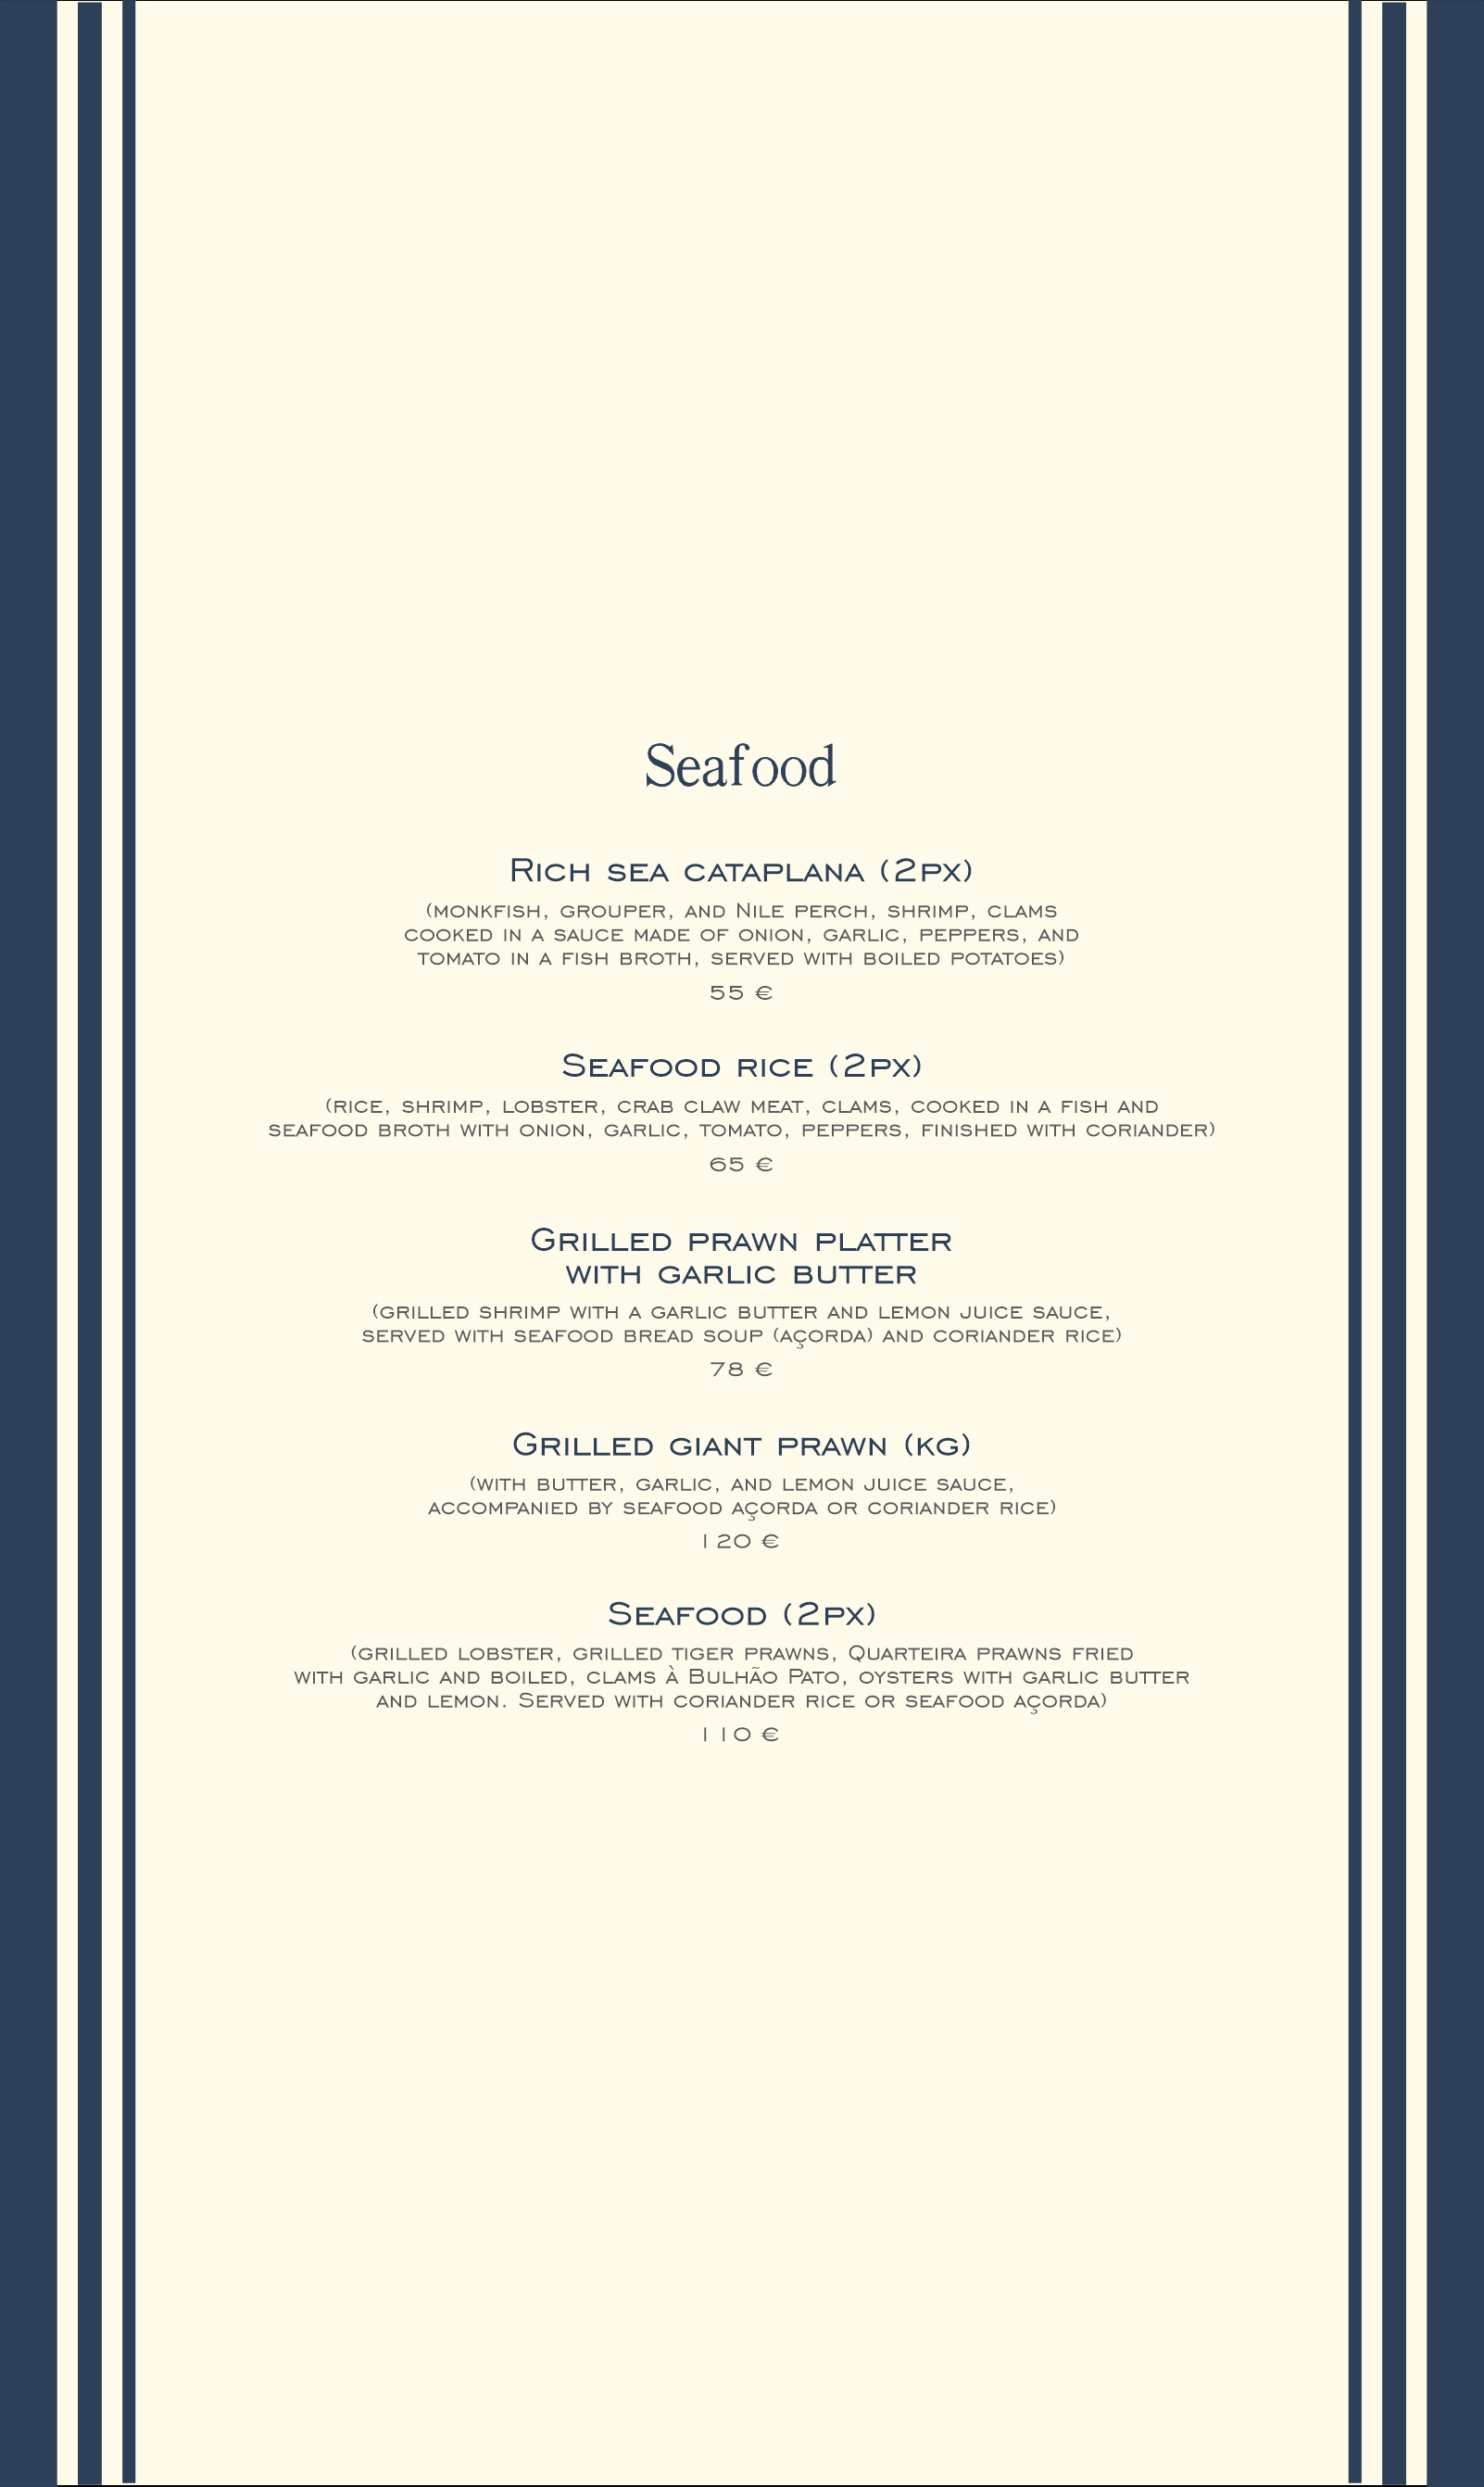 Seafood
Rich sea cataplana (2px)
(monkfish, grouper, and Nile perch, shrimp, clams
cooked in a sauce made of onion, garlic, peppers, and
tomato in a fish broth, served with boiled potatoes)
55 €
Seafood rice (2px)
(rice, shrimp, lobster, crab claw meat, clams, cooked in a fish and
seafood broth with onion, garlic, tomato, peppers, finished with coriander)
65 €
Grilled prawn platter
with garlic butter
(grilled shrimp with a garlic butter and lemon juice sauce,
served with seafood bread soup (açorda) and coriander rice)
78 €
Grilled giant prawn (kg)
(with butter, garlic, and lemon juice sauce,
accompanied by seafood açorda or coriander rice)
120 €
Seafood (2px)
(grilled lobster, grilled tiger prawns, Quarteira prawns fried
with garlic and boiled, clams à Bulhão Pato, oysters with garlic butter
and lemon. Served with coriander rice or seafood açorda)
110 €